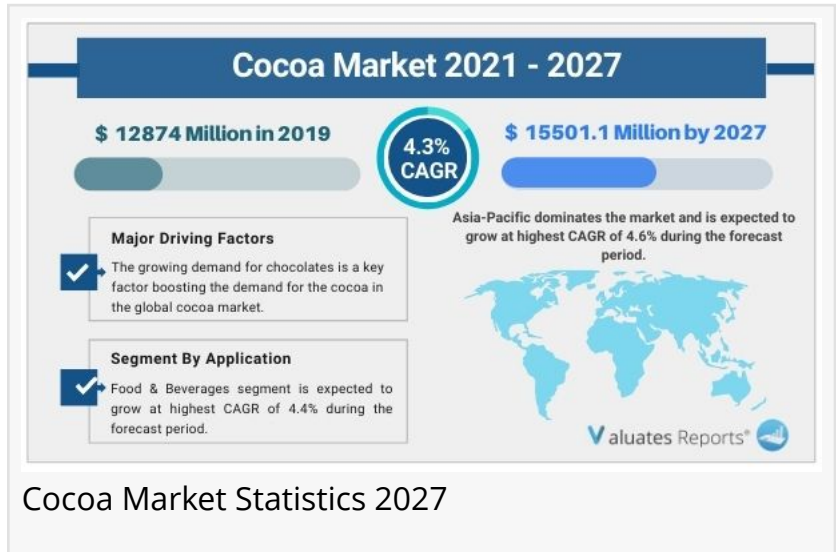 Cocoa Market 2021 - 2027
$ 12874 Million in 2019
4.3%
CAGR
$ 15501.1 Million by 2027
Asia-Pacific dominates the market and is expected to
grow at highest CAGR of 4.6% during the forecast
period.
Major Driving Factors
The growing demand for chocolates is a key
factor boosting the demand for the cocoa in
the global cocoa market.
Segment By Application
Food & Beverages segment is expected to
grow at highest CAGR of 4.4% during the
forecast period.
Valuates Reports®
Cocoa Market Statistics 2027